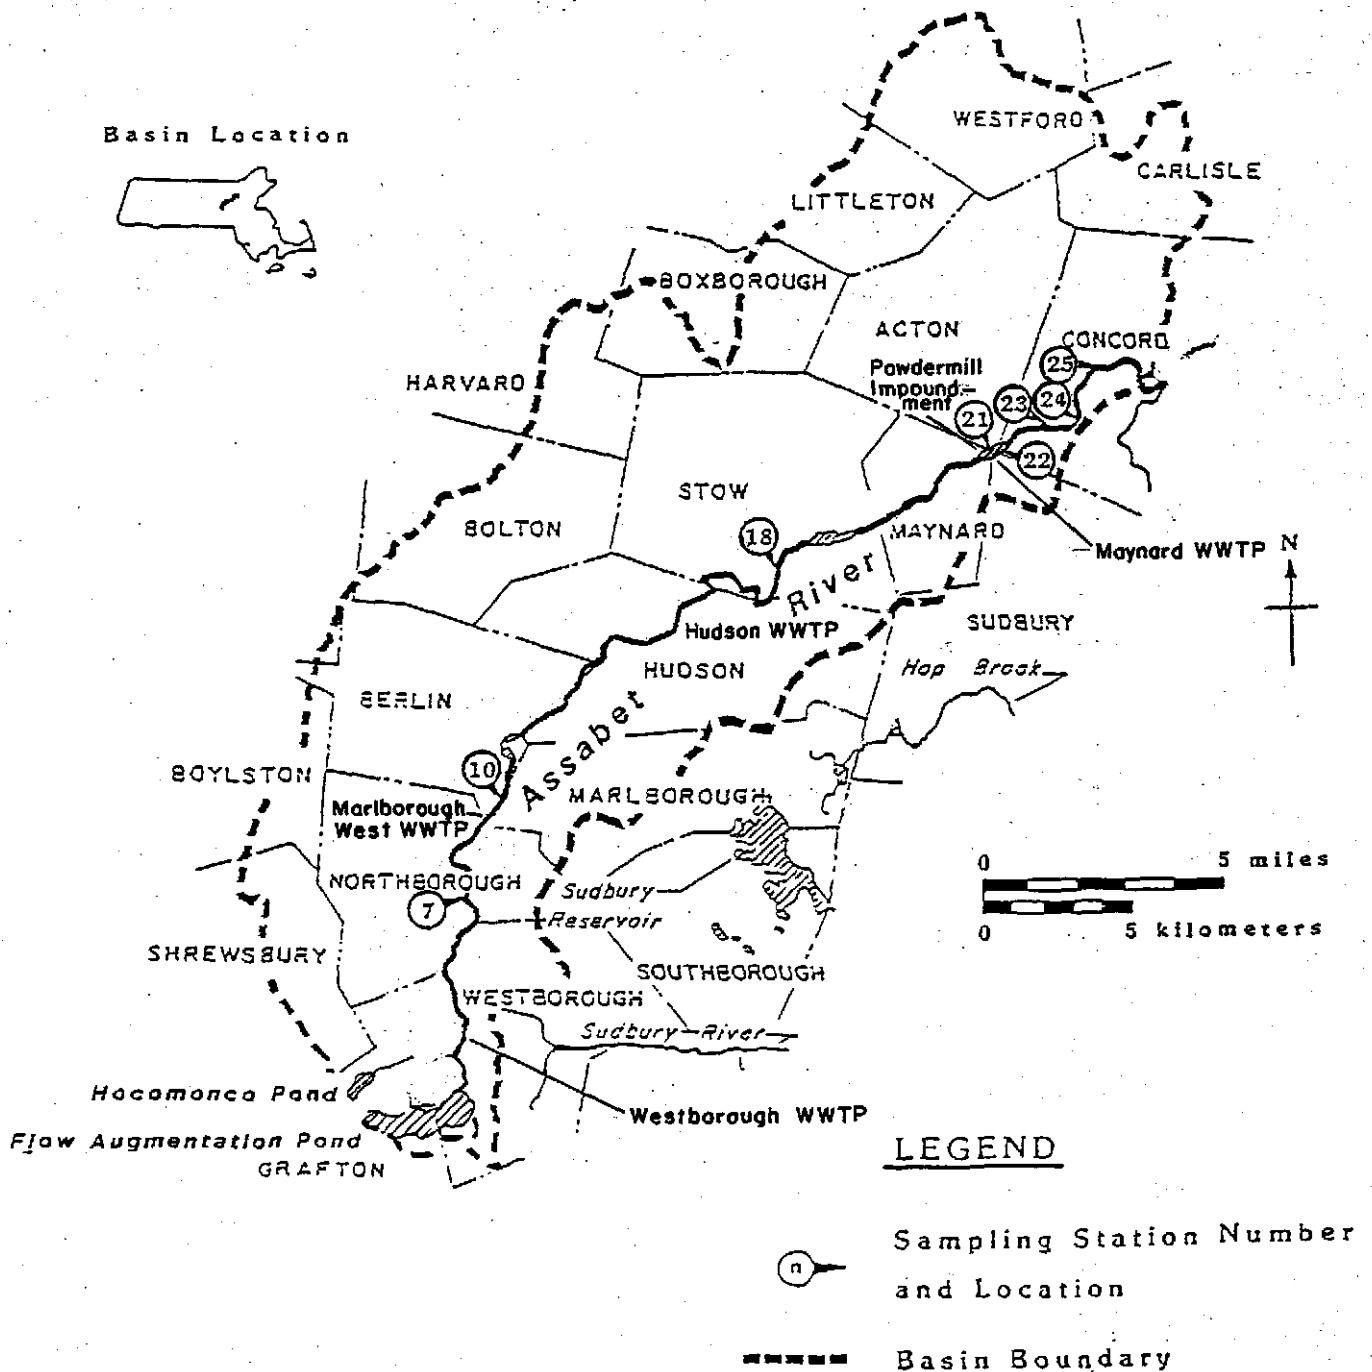 Basin Location
WESTFORD
CARLISLE
LITTLETON
BOXBOROUGH
ACTON
CONCORD
25
Powdermill
Impound-
ment
HARVARD
23
24
21
22
STOW
BOLTON
18
MAYNARD
Maynard WWTP
N
Assabet River
Hudson WWTP
SUDBURY
HUDSON
Hop Brook
BERLIN
10
BOYLSTON
MARLBOROUGH
Marlborough
West WWTP
0 5 miles
NORTHBOROUGH
Sudbury
Reservoir
7
0 5 kilometers
SHREWSBURY
SOUTHBOROUGH
WESTBOROUGH
Sudbury River
Hocomonco Pond
Westborough WWTP
Flow Augmentation Pond
GRAFTON
LEGEND
n
Sampling Station Number
and Location
Basin Boundary